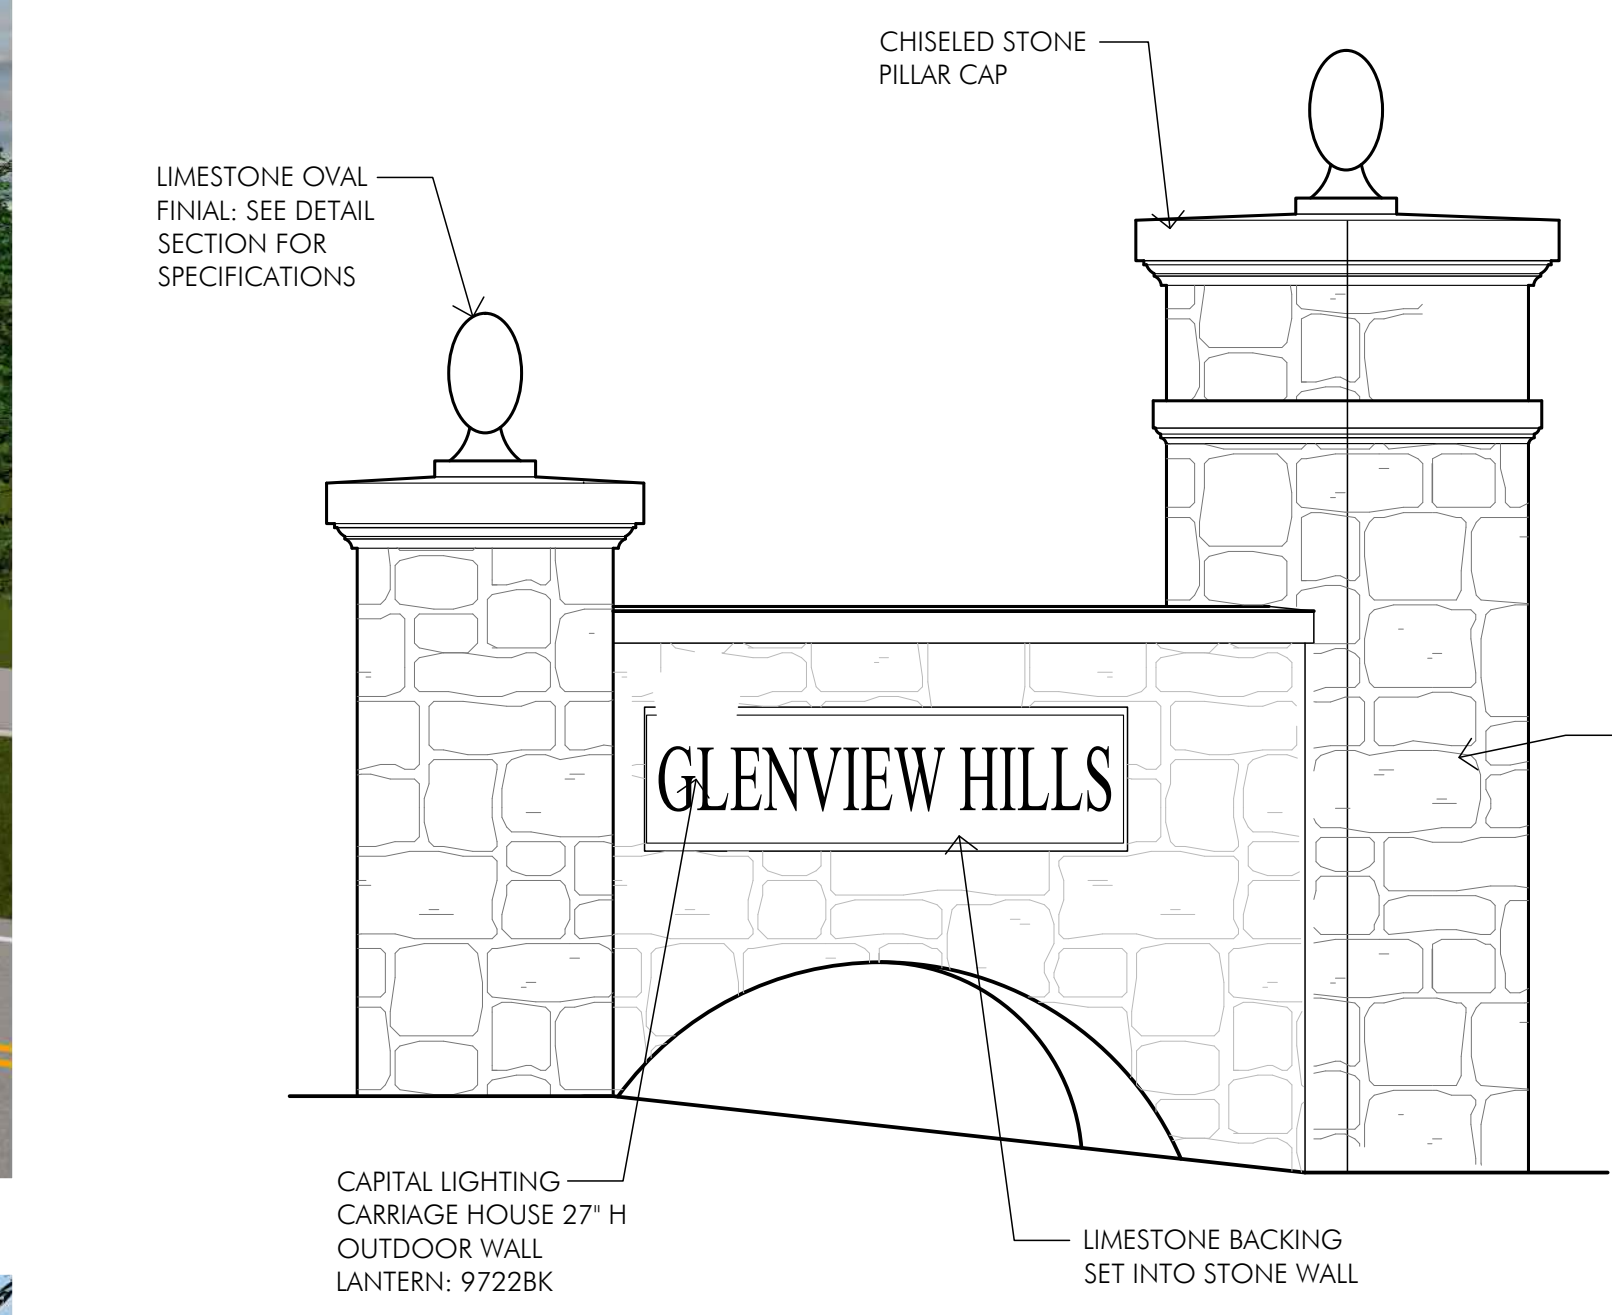 CHISELED STONE
PILLAR CAP
LIMESTONE OVAL
FINIAL: SEE DETAIL
SECTION FOR
SPECIFICATIONS
GLENVIEW HILLS
CAPITAL LIGHTING
CARRIAGE HOUSE 27" H
OUTDOOR WALL
LANTERN: 9722BK
LIMESTONE BACKING
SET INTO STONE WALL